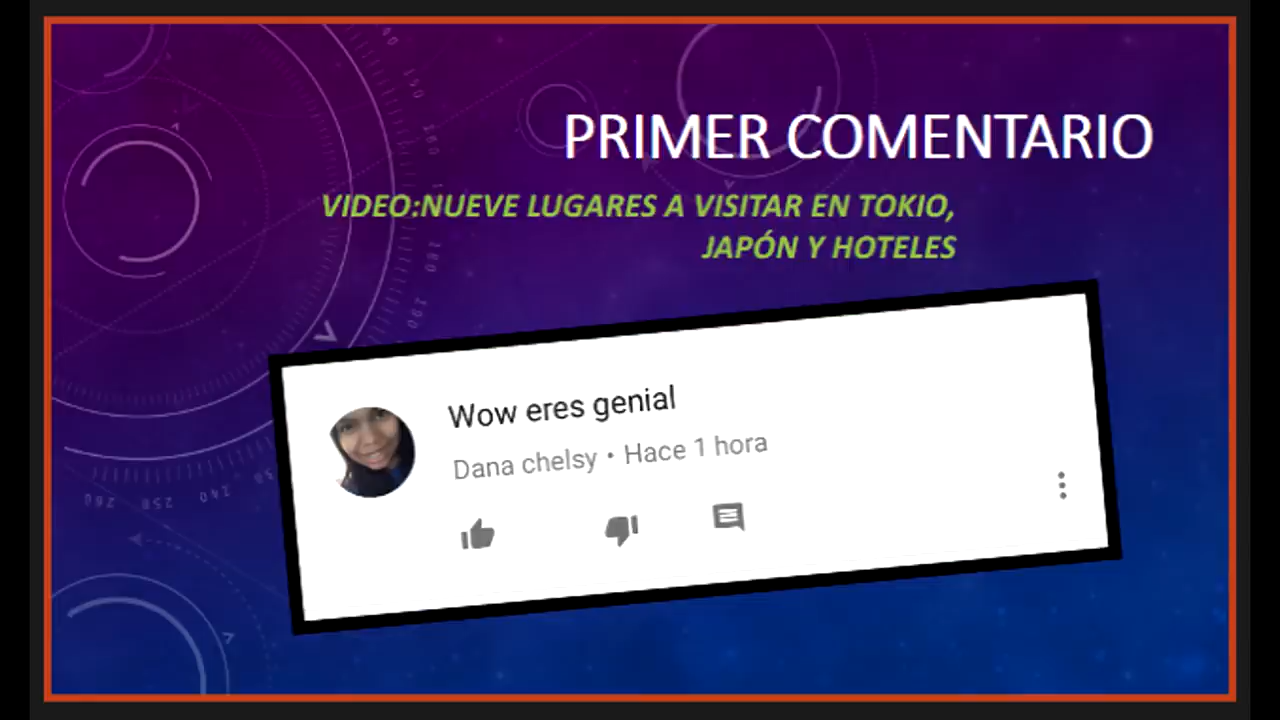 PRIMER COMENTARIO
VIDEO:NUEVE LUGARES A VISITAR EN TOKIO,
JAPÓN Y HOTELES
Wow eres genial
Dana chelsy • Hace 1 hora